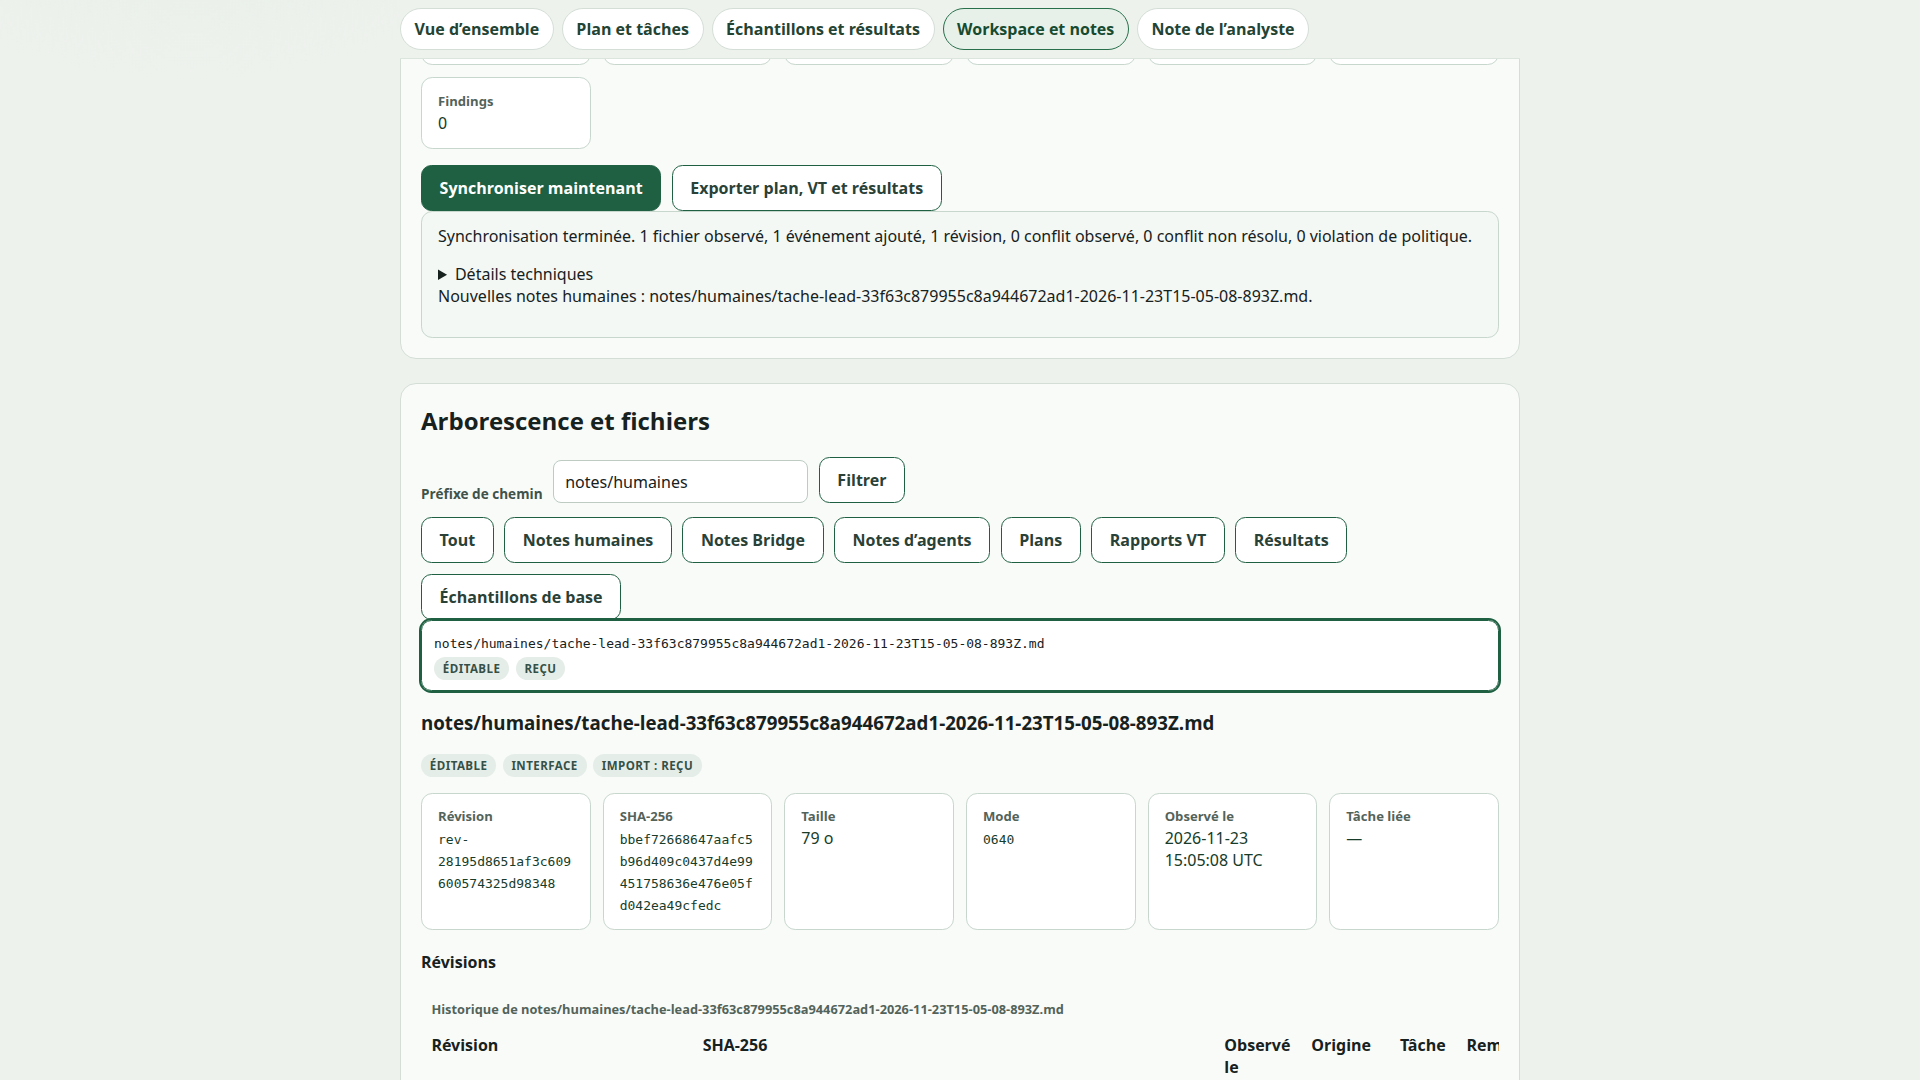 Vue d’ensemble
Plan et tâches
Échantillons et résultats
Workspace et notes
Note de l’analyste
Findings
0
Synchroniser maintenant
Exporter plan, VT et résultats
Synchronisation terminée. 1 fichier observé, 1 événement ajouté, 1 révision, 0 conflit observé, 0 conflit non résolu, 0 violation de politique.
Détails techniques
Nouvelles notes humaines : notes/humaines/tache-lead-33f63c879955c8a944672ad1-2026-11-23T15-05-08-893Z.md.
Arborescence et fichiers
Préfixe de chemin
notes/humaines
Filtrer
Tout
Notes humaines
Notes Bridge
Notes d’agents
Plans
Rapports VT
Résultats
Échantillons de base
notes/humaines/tache-lead-33f63c879955c8a944672ad1-2026-11-23T15-05-08-893Z.md
ÉDITABLE
REÇU
notes/humaines/tache-lead-33f63c879955c8a944672ad1-2026-11-23T15-05-08-893Z.md
ÉDITABLE
INTERFACE
IMPORT : REÇU
Révision
rev-
28195d8651af3c609
600574325d98348
SHA-256
bbef72668647aafc5
b96d409c0437d4e99
451758636e476e05f
d042ea49cfedc
Taille
79 o
Mode
0640
Observé le
2026-11-23
15:05:08 UTC
Tâche liée
—
Révisions
Historique de notes/humaines/tache-lead-33f63c879955c8a944672ad1-2026-11-23T15-05-08-893Z.md
Révision
SHA-256
Observé
le
Origine
Tâche
Rem